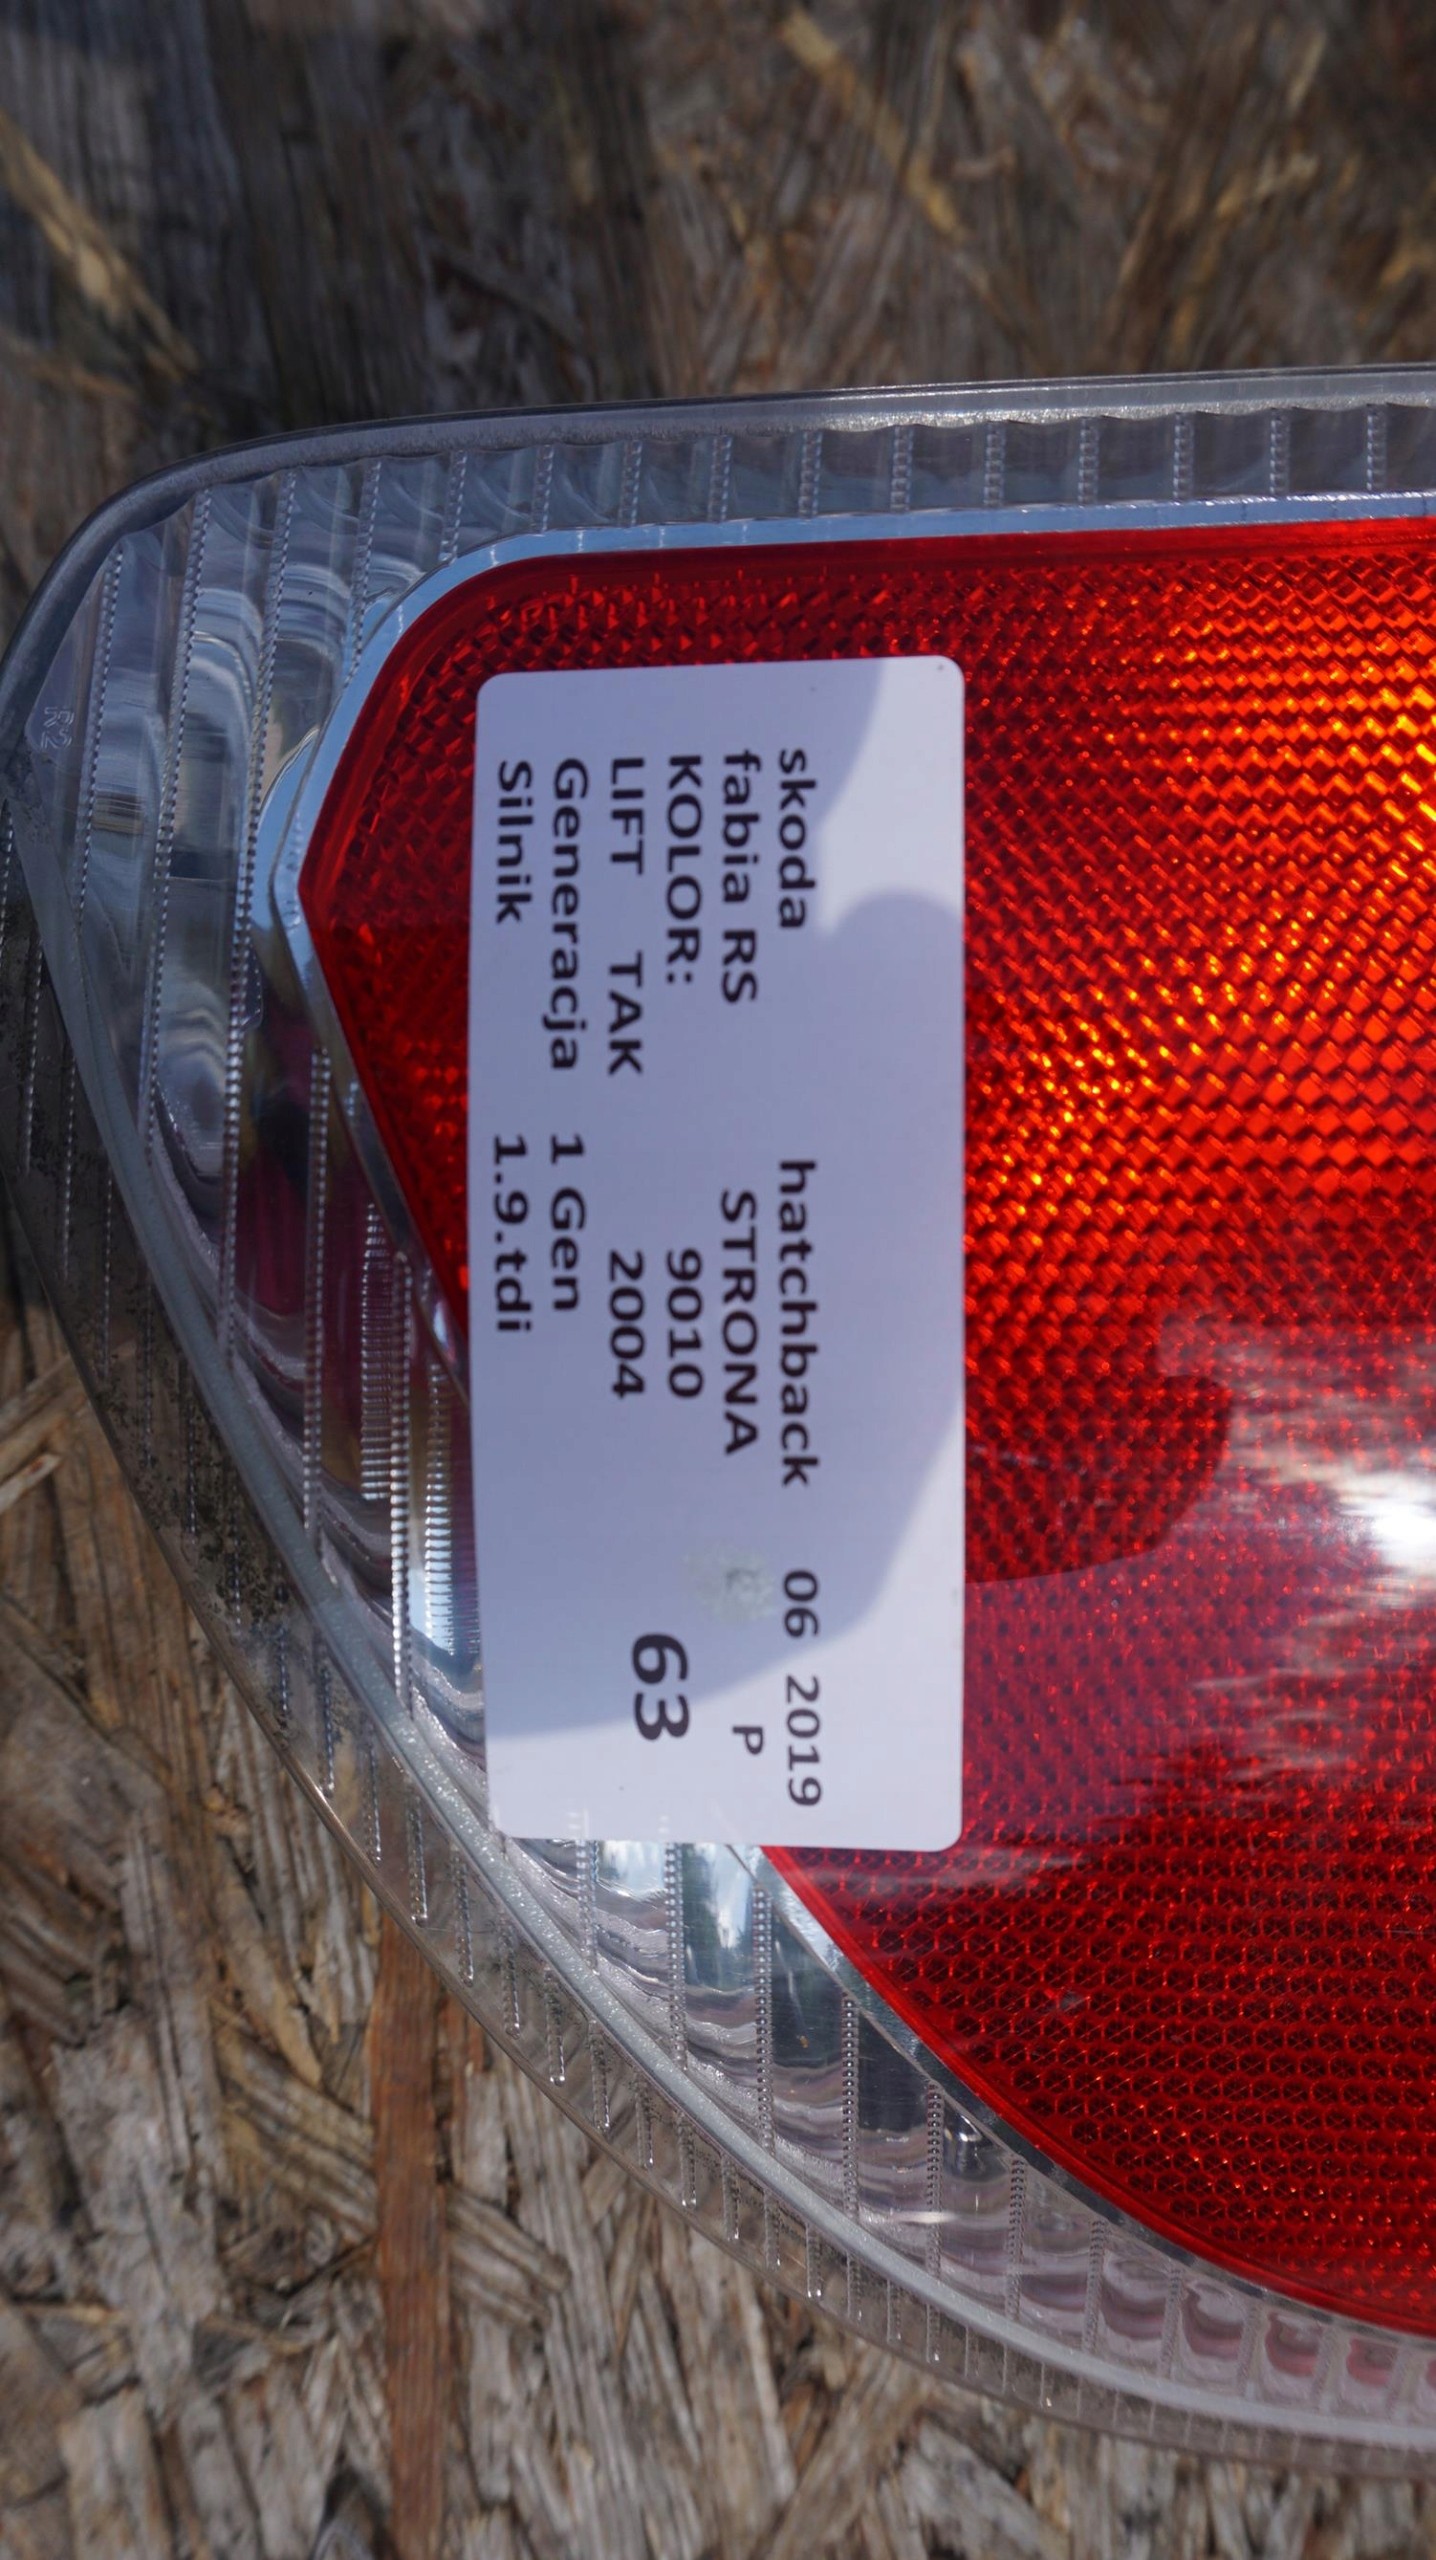 skoda hatchback 06 2019
fabia RS STRONA P
KOLOR: 9010
LIFT TAK 2004 63
Generacja 1 Gen
Silnik 1.9.tdi
R2